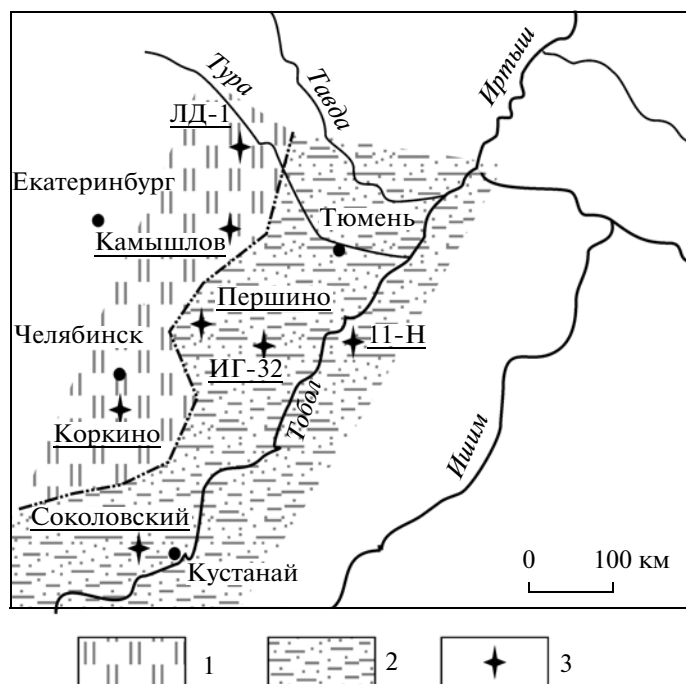 Тура
Тавда
Иртыш
ЛД-1
Екатеринбург
Тюмень
Камышлов
Першино
Челябинск
11-Н
ИГ-32
Тобол
Коркино
Ишим
Соколовский
Кустанай
0 100 км
1 2 3